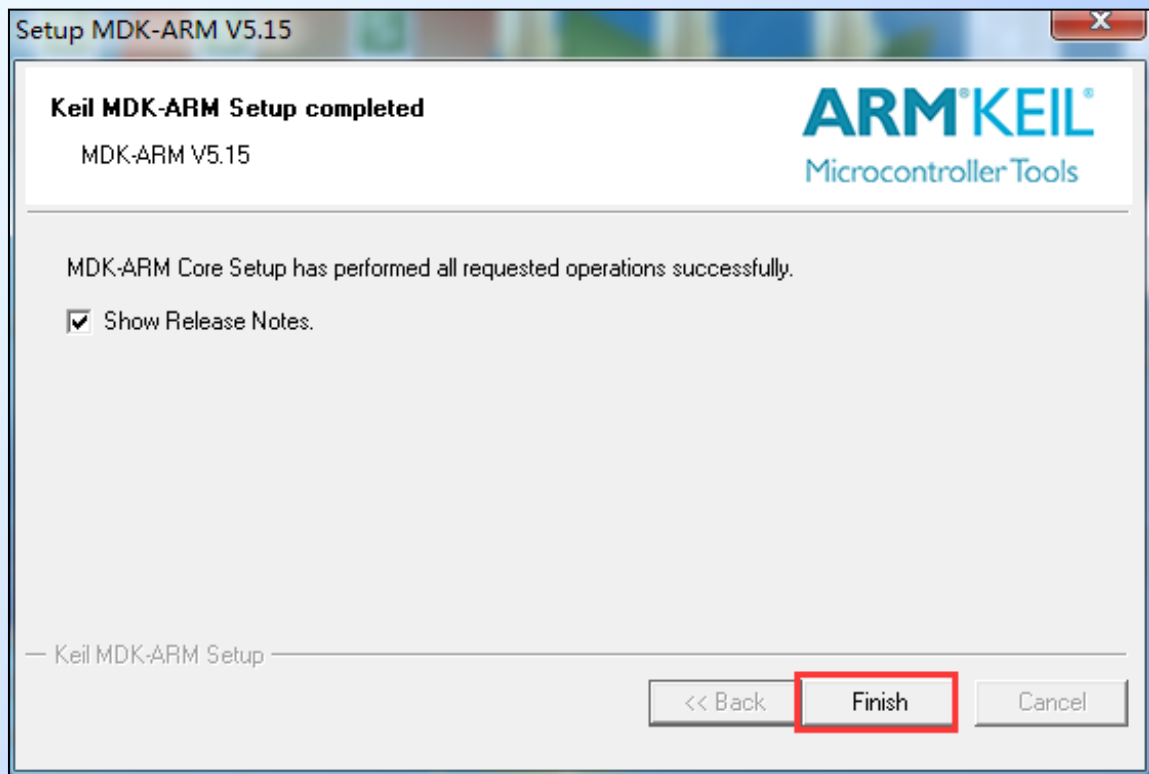 Setup MDK-ARM V5.15
Keil MDK-ARM Setup completed
MDK-ARM V5.15
ARM® KEIL®
Microcontroller Tools
MDK-ARM Core Setup has performed all requested operations successfully.
Show Release Notes.
Keil MDK-ARM Setup
<< Back
Finish
Cancel